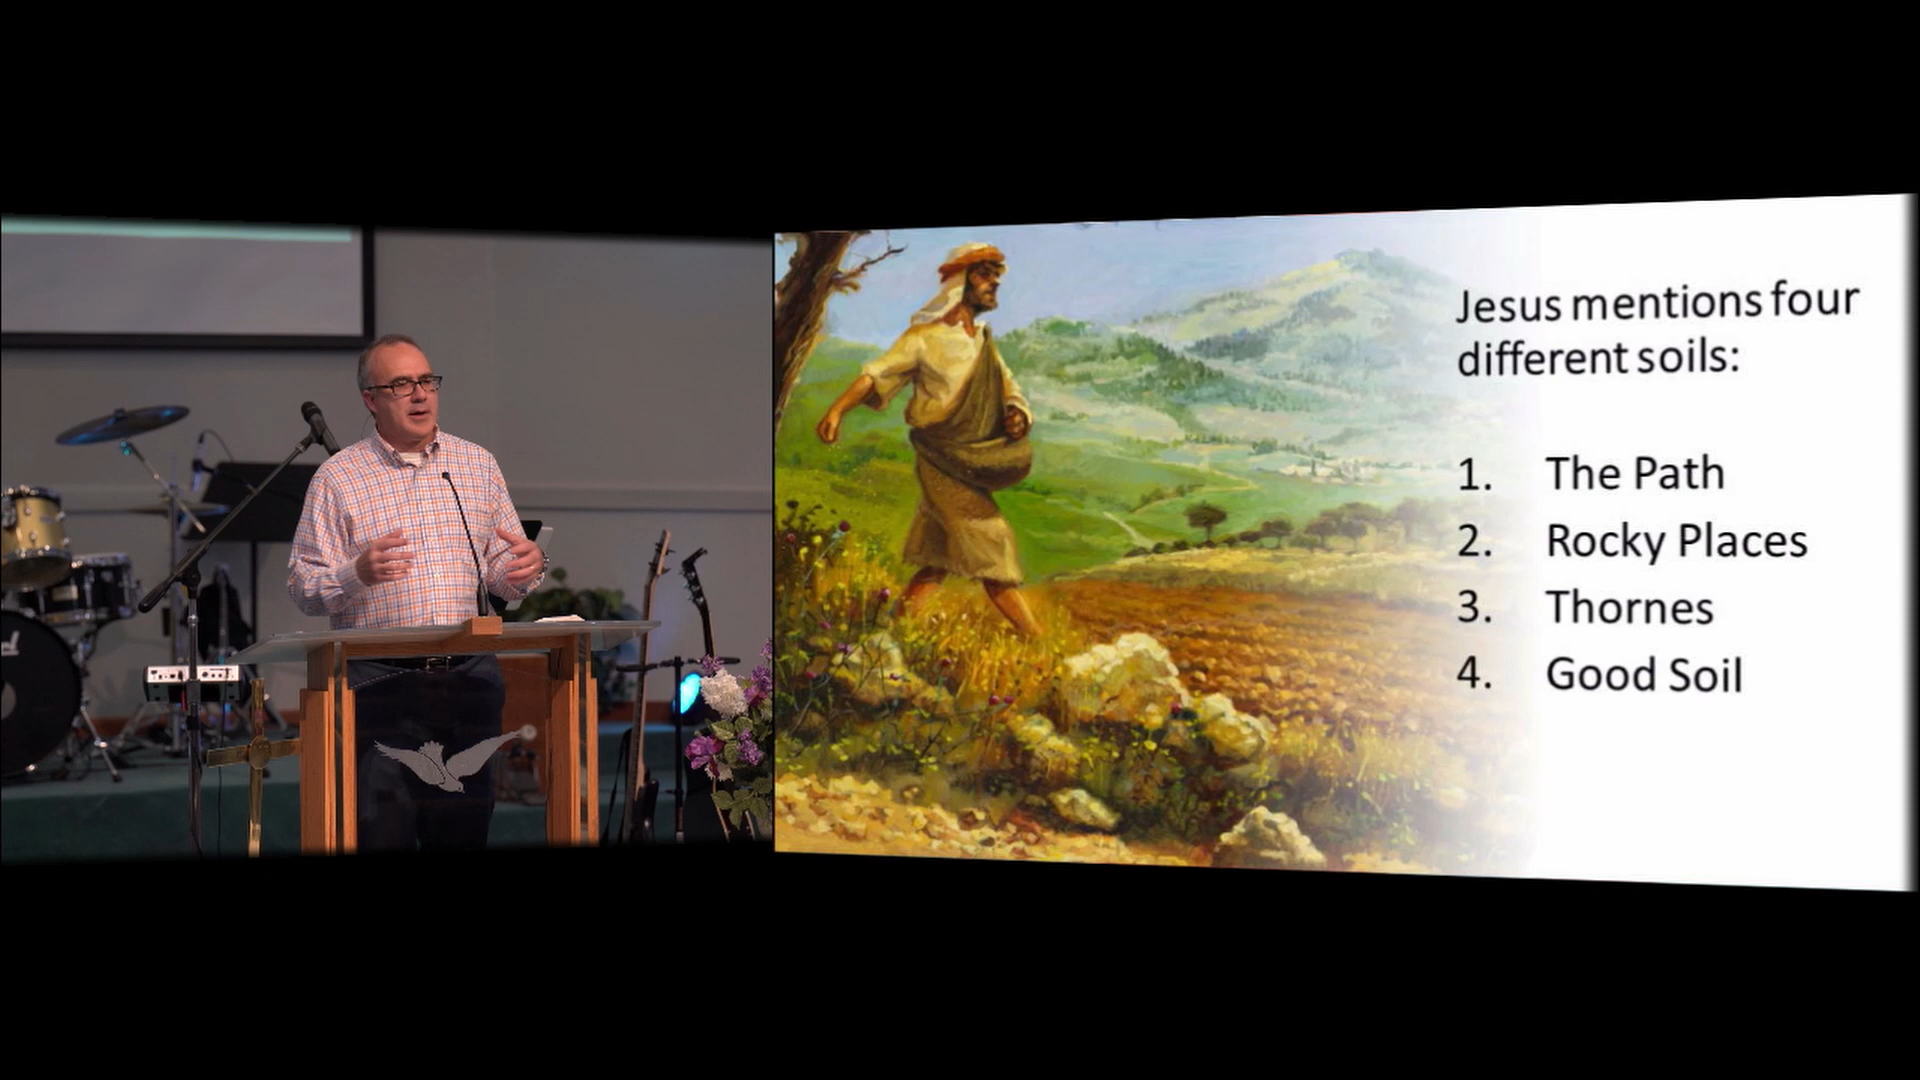 Jesus mentions four
different soils:
1. The Path
2. Rocky Places
3. Thornes
4. Good Soil